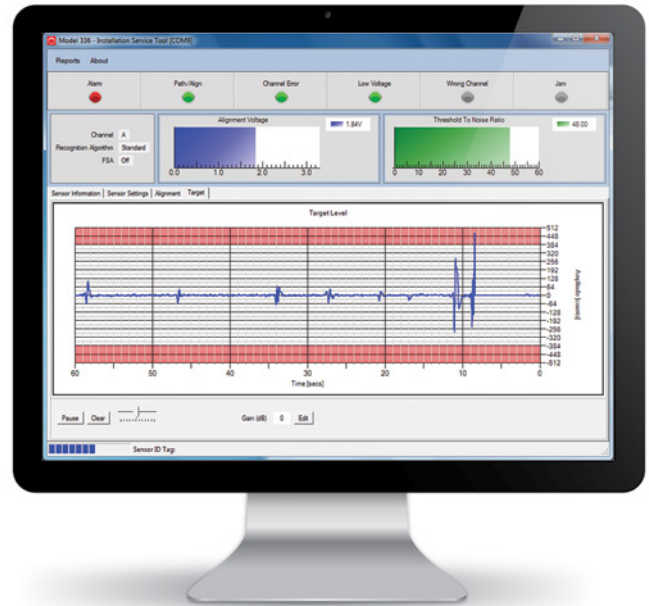 Model 336 - Installation Service Tool [COM9]
Reports About
Alarm Path/Align Channel Error Low Voltage Wrong Channel Jam
Channel A
Recognition Algorithm Standard
FSA Off
Alignment Voltage
1.84V
0.0 1.0 2.0 3.0
Threshold To Noise Ratio
48.00
0 10 20 30 40 50 60
Sensor Information Sensor Settings Alignment Target
Target Level
512
448
384
320
256
192
128
64
0
-64
-128
-192
-256
-320
-384
-448
-512
60 50 40 30 20 10 0
Time [secs]
Pause Clear
Gain (dB) 0 Edit
Sensor ID Tag: